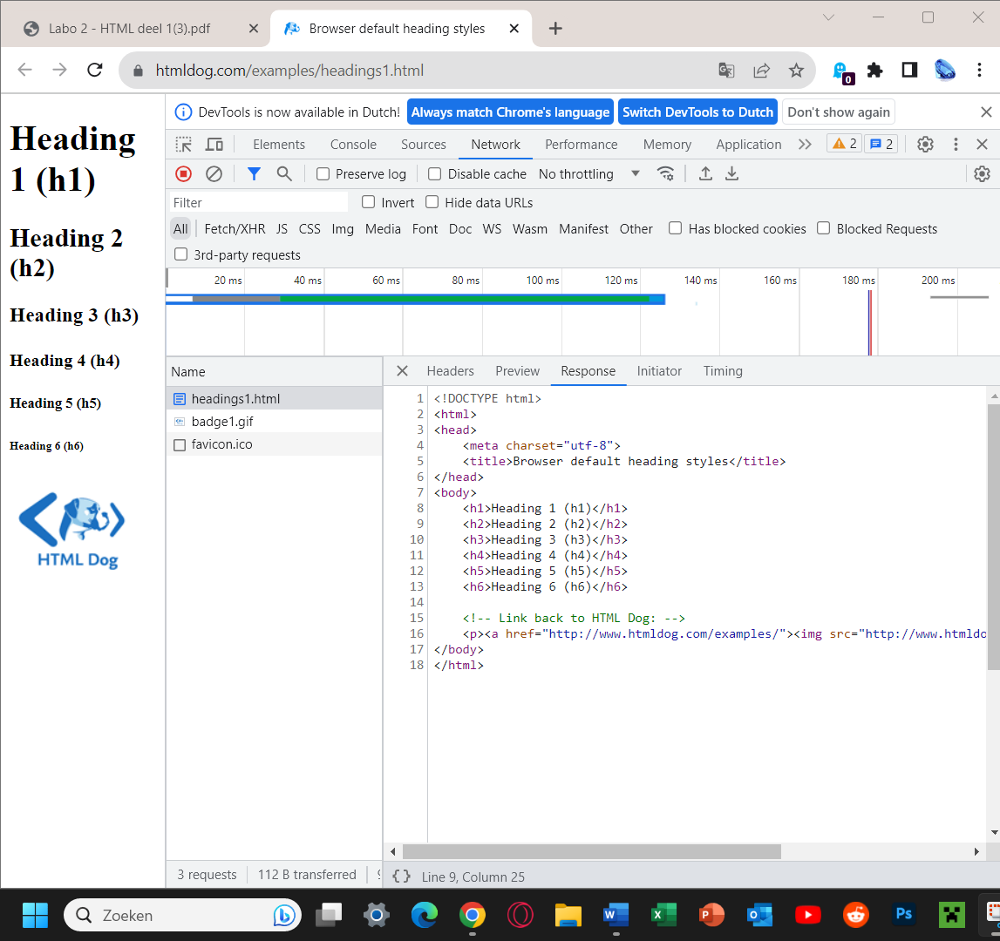 Labo 2 - HTML deel 1(3).pdf
Browser default heading styles
htmldog.com/examples/headings1.html
0
Heading 1 (h1)
Heading 2 (h2)
Heading 3 (h3)
Heading 4 (h4)
Heading 5 (h5)
Heading 6 (h6)
HTML Dog
DevTools is now available in Dutch! Always match Chrome's language Switch DevTools to Dutch Don't show again
Elements Console Sources Network Performance Memory Application 2 2
Preserve log Disable cache No throttling
Filter Invert Hide data URLs
All Fetch/XHR JS CSS Img Media Font Doc WS Wasm Manifest Other Has blocked cookies Blocked Requests
3rd-party requests
20 ms 40 ms 60 ms 80 ms 100 ms 120 ms 140 ms 160 ms 180 ms 200 ms
Name
headings1.html
badge1.gif
favicon.ico
3 requests 112 B transferred
Headers Preview Response Initiator Timing
1 <!DOCTYPE html>
2 <html>
3 <head>
4 <meta charset="utf-8">
5 <title>Browser default heading styles</title>
6 </head>
7 <body>
8 <h1>Heading 1 (h1)</h1>
9 <h2>Heading 2 (h2)</h2>
10 <h3>Heading 3 (h3)</h3>
11 <h4>Heading 4 (h4)</h4>
12 <h5>Heading 5 (h5)</h5>
13 <h6>Heading 6 (h6)</h6>
14
15 <!-- Link back to HTML Dog: -->
16 <p><a href="http://www.htmldog.com/examples/"><img src="http://www.htmldo
17 </body>
18 </html>
{ } Line 9, Column 25
Zoeken
W X P O Ps